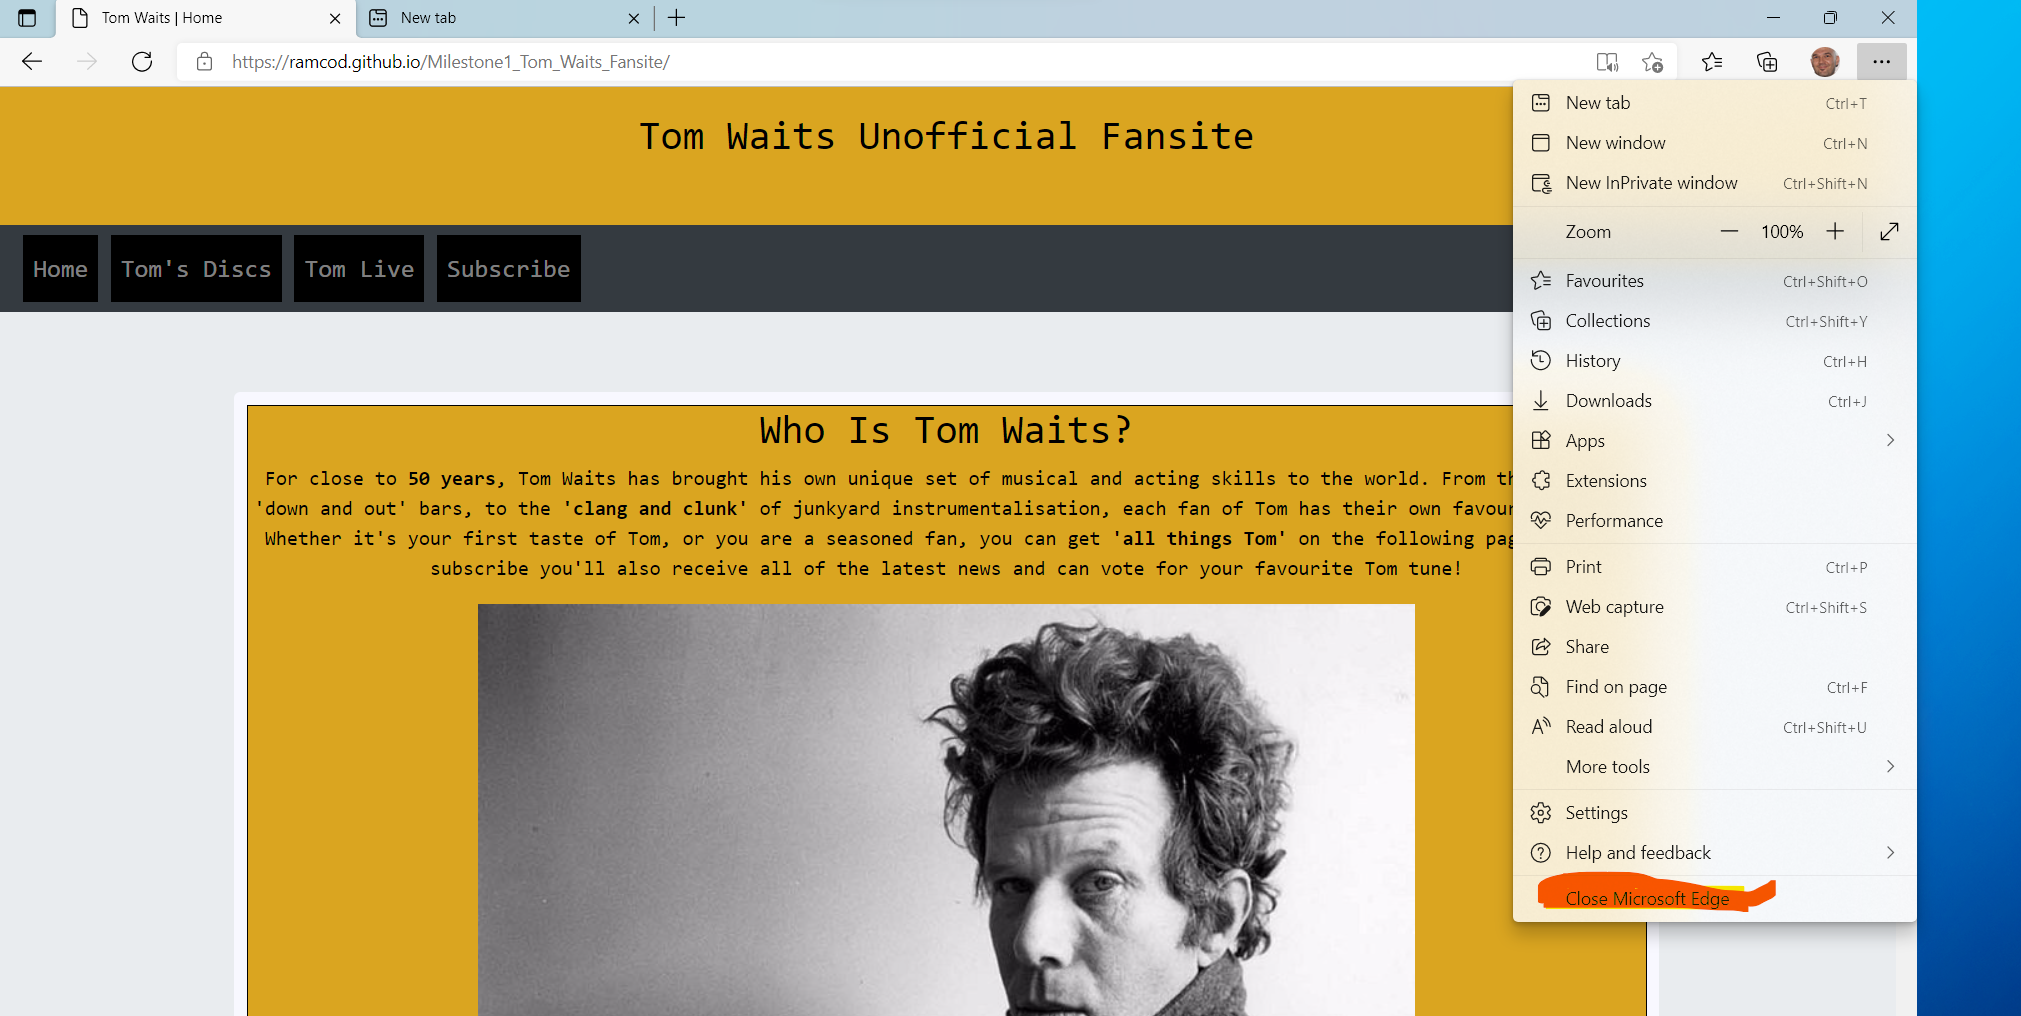 Tom Waits | Home
New tab
https://ramcod.github.io/Milestone1_Tom_Waits_Fansite/
Tom Waits Unofficial Fansite
Home Tom's Discs Tom Live Subscribe
Who Is Tom Waits?
For close to 50 years, Tom Waits has brought his own unique set of musical and acting skills to the world. From
'down and out' bars, to the 'clang and clunk' of junkyard instrumentalisation, each fan of Tom has their own
Whether it's your first taste of Tom, or you are a seasoned fan, you can get 'all things Tom' on the following
subscribe you'll also receive all of the latest news and can vote for your favourite Tom tune!
New tab Ctrl+T
New window Ctrl+N
New InPrivate window Ctrl+Shift+N
Zoom 100%
Favourites Ctrl+Shift+O
Collections Ctrl+Shift+Y
History Ctrl+H
Downloads Ctrl+J
Apps
Extensions
Performance
Print Ctrl+P
Web capture Ctrl+Shift+S
Share
Find on page Ctrl+F
Read aloud Ctrl+Shift+U
More tools
Settings
Help and feedback
Close Microsoft Edge